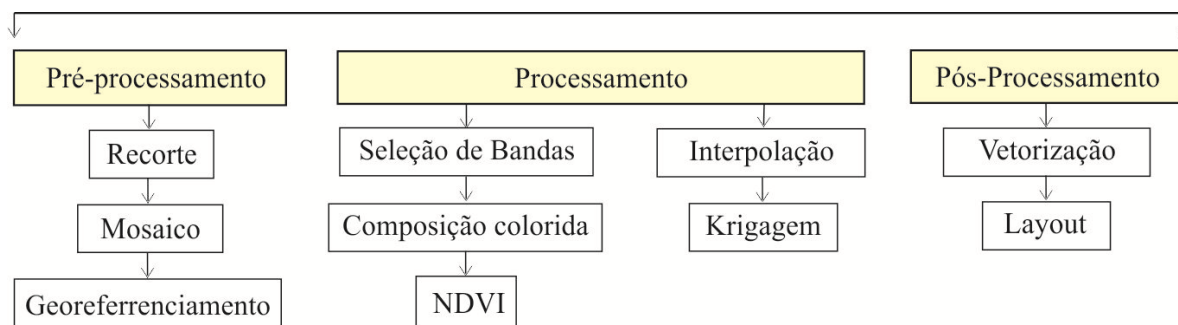 Pré-processamento
Recorte
Mosaico
Georeferrenciamento
Processamento
Seleção de Bandas
Composição colorida
NDVI
Interpolação
Krigagem
Pós-Processamento
Vetorização
Layout